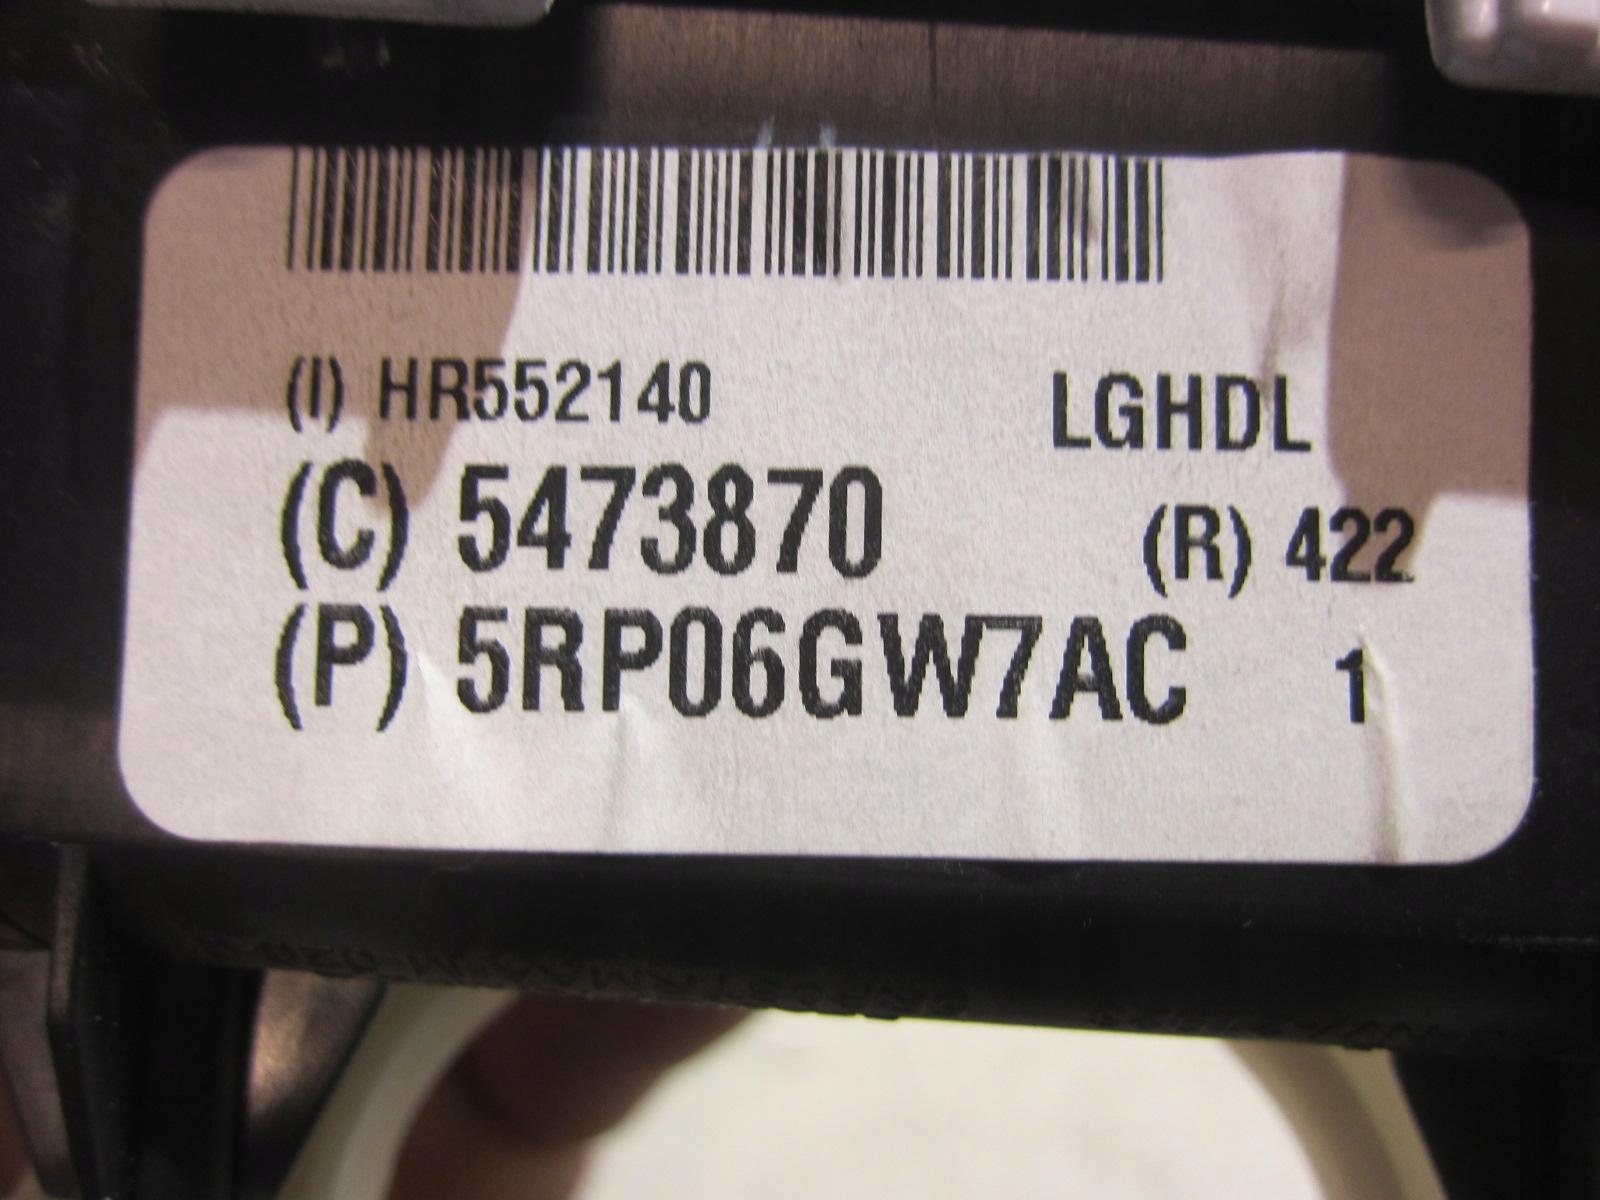 (I) HR552140 LGHDL
(C) 5473870 (R) 422
(P) 5RP06GW7AC 1